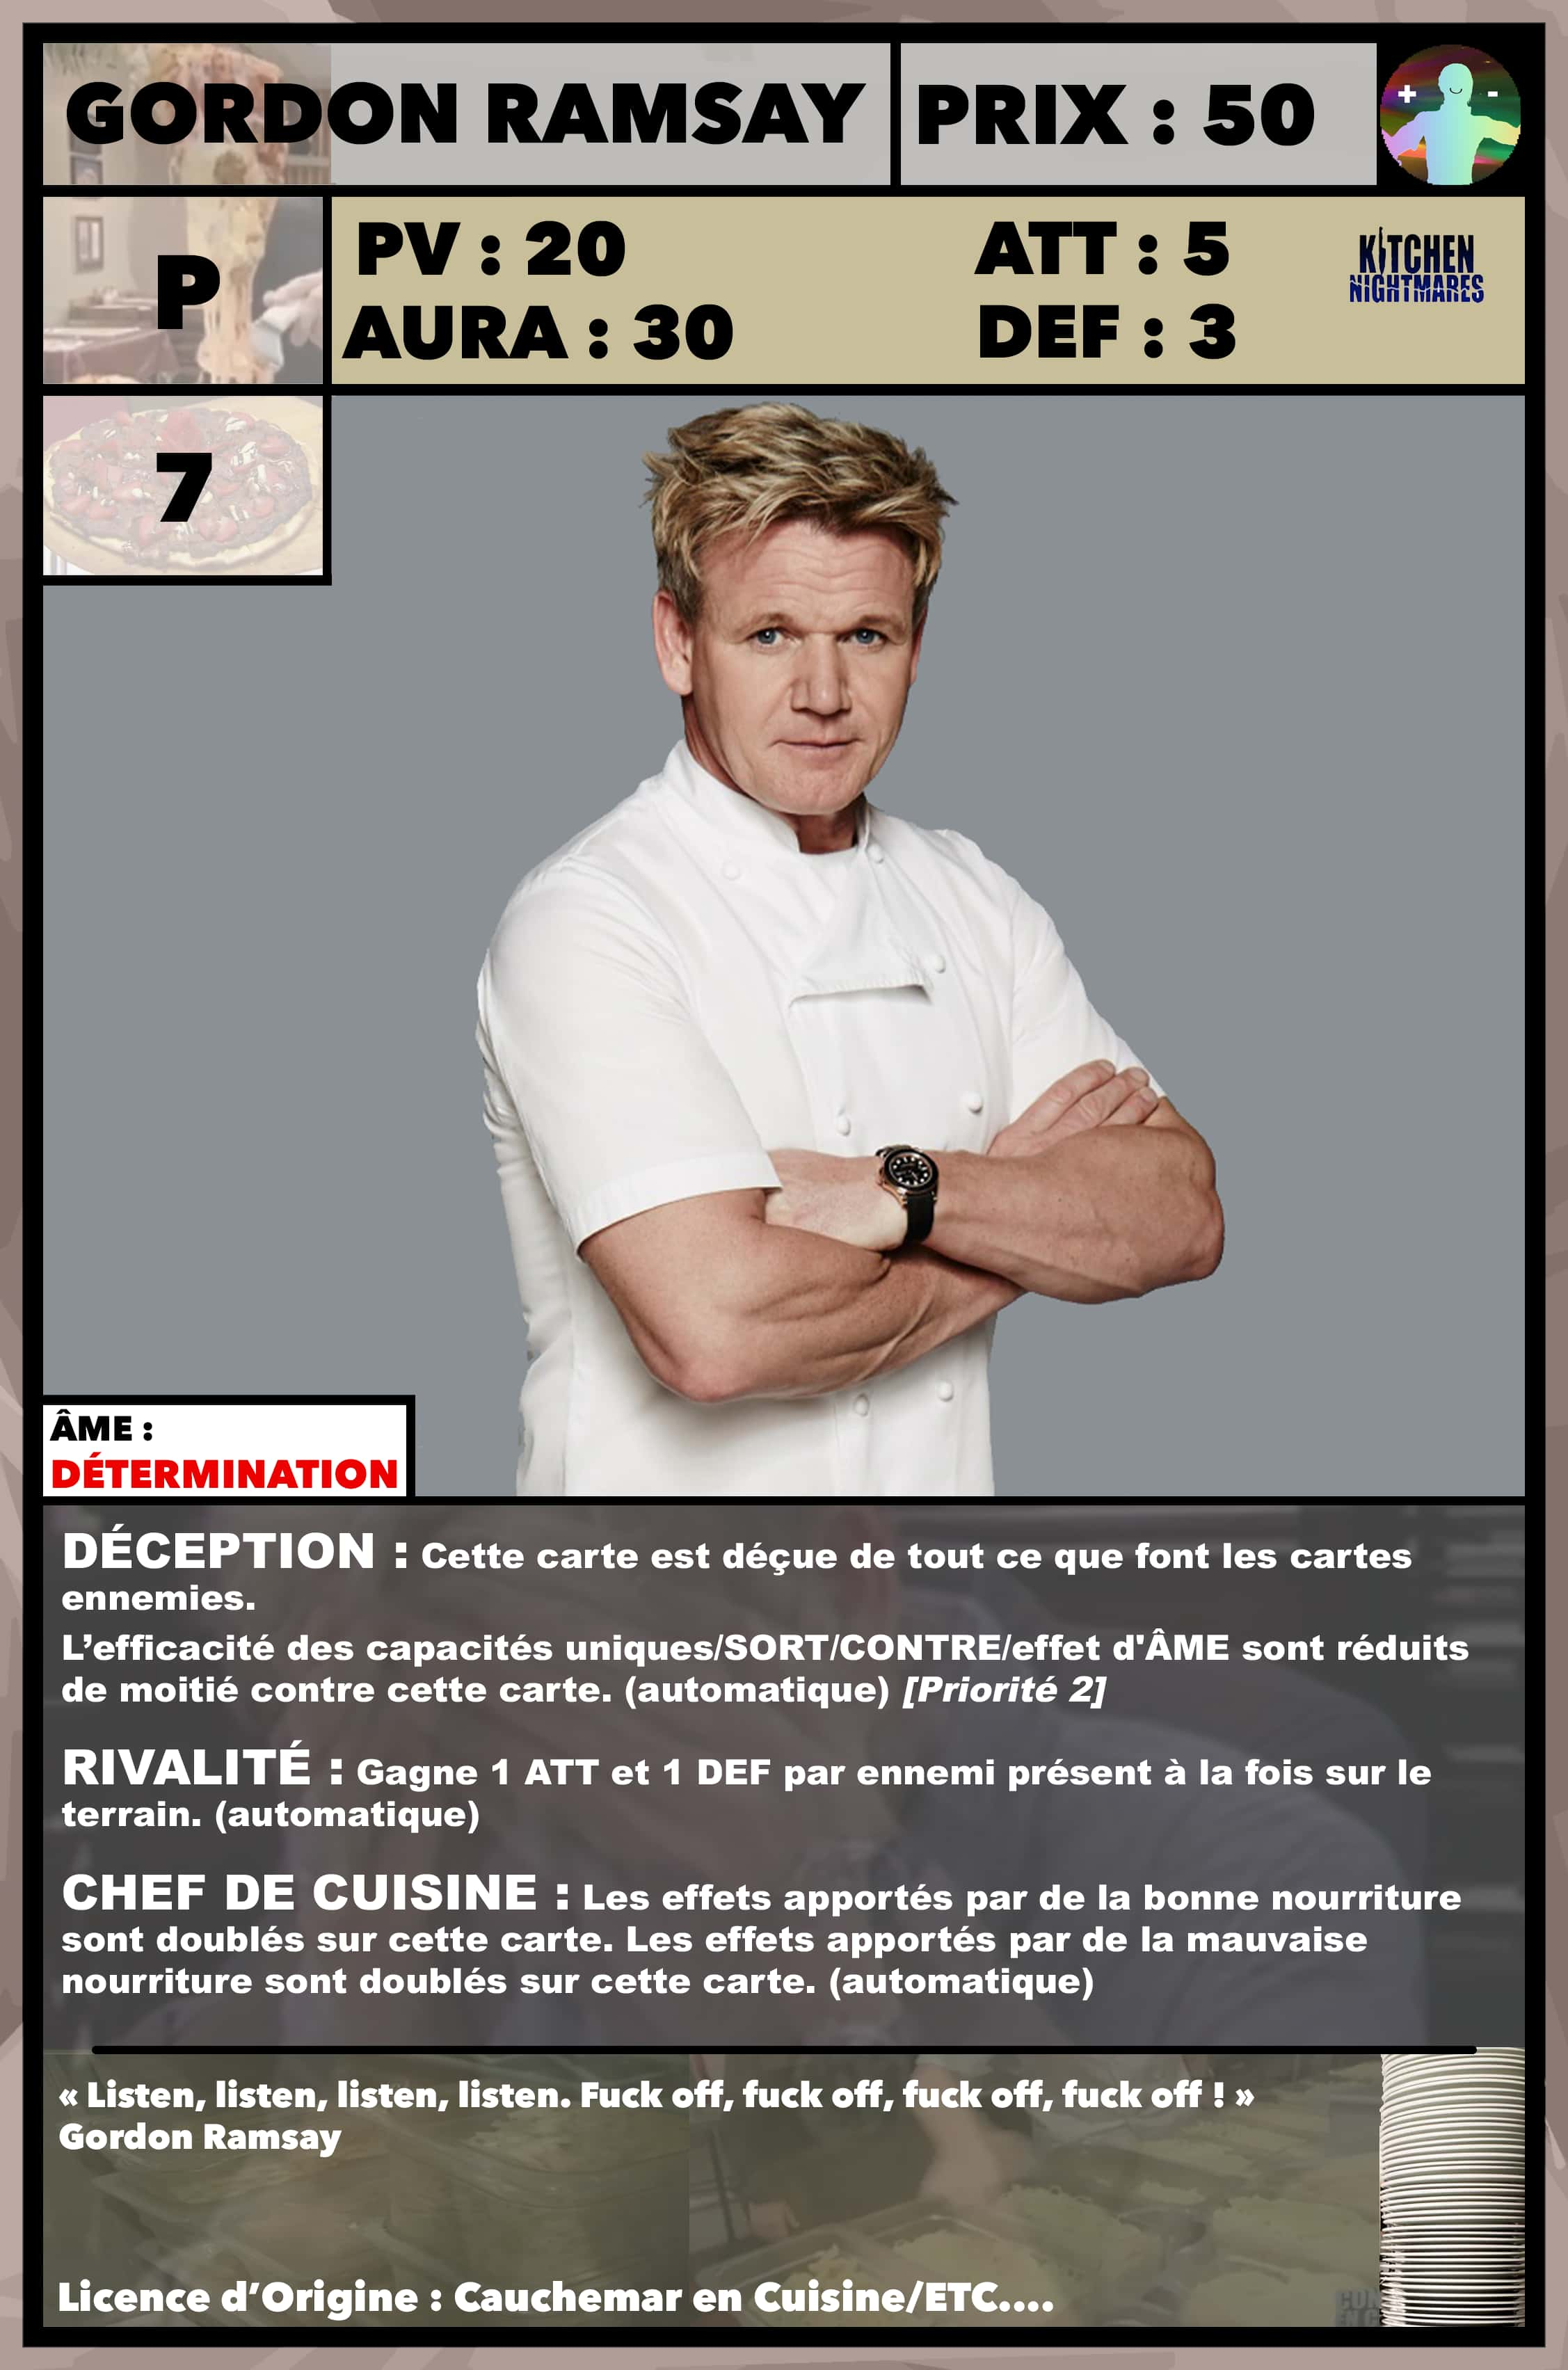 GORDON RAMSAY
PRIX : 50
+ -
P
PV : 20
ATT : 5
AURA : 30
DEF : 3
KITCHEN
NIGHTMARES
7
ÂME :
DÉTERMINATION
DÉCEPTION : Cette carte est déçue de tout ce que font les cartes
ennemies.
L’efficacité des capacités uniques/SORT/CONTRE/effet d'ÂME sont réduits
de moitié contre cette carte. (automatique) [Priorité 2]
RIVALITÉ : Gagne 1 ATT et 1 DEF par ennemi présent à la fois sur le
terrain. (automatique)
CHEF DE CUISINE : Les effets apportés par de la bonne nourriture
sont doublés sur cette carte. Les effets apportés par de la mauvaise
nourriture sont doublés sur cette carte. (automatique)
« Listen, listen, listen, listen. Fuck off, fuck off, fuck off, fuck off ! »
Gordon Ramsay
Licence d’Origine : Cauchemar en Cuisine/ETC....